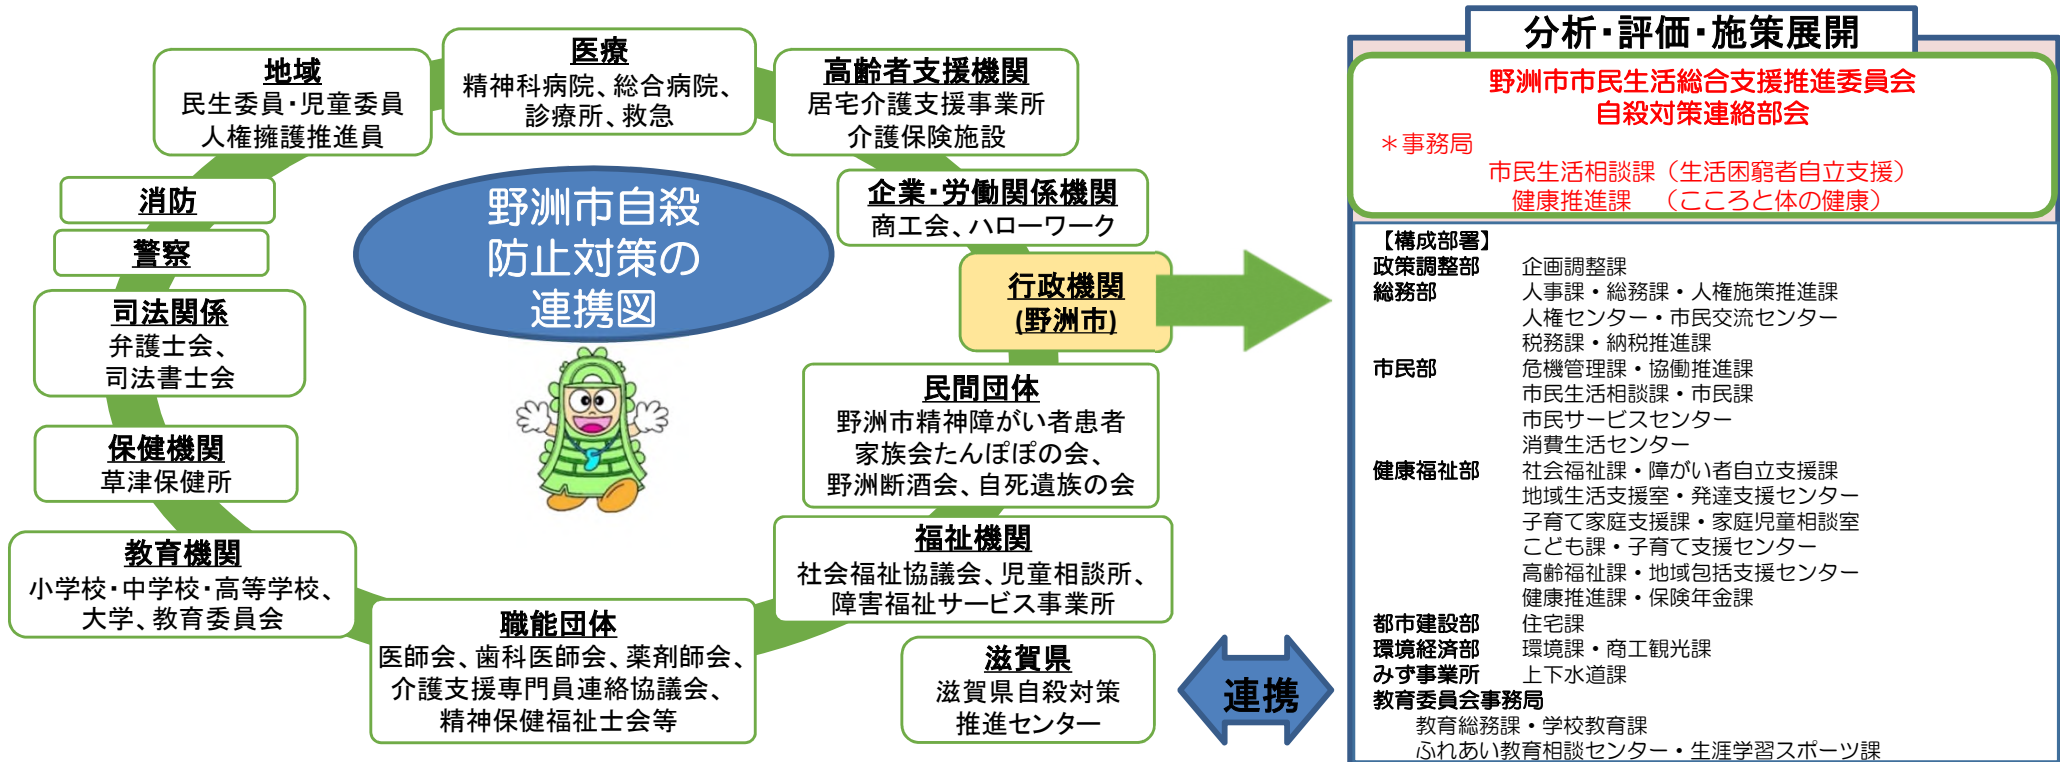 野洲市自殺
防止対策の
連携図
地域
民生委員・児童委員
人権擁護推進員
医療
精神科病院、総合病院、
診療所、救急
高齢者支援機関
居宅介護支援事業所
介護保険施設
企業・労働関係機関
商工会、ハローワーク
行政機関
(野洲市)
民間団体
野洲市精神障がい者患者
家族会たんぽぽの会、
野洲断酒会、自死遺族の会
福祉機関
社会福祉協議会、児童相談所、
障害福祉サービス事業所
職能団体
医師会、歯科医師会、薬剤師会、
介護支援専門員連絡協議会、
精神保健福祉士会等
教育機関
小学校・中学校・高等学校、
大学、教育委員会
保健機関
草津保健所
司法関係
弁護士会、
司法書士会
警察
消防
滋賀県
滋賀県自殺対策
推進センター
連携
分析・評価・施策展開
野洲市市民生活総合支援推進委員会
自殺対策連絡部会
＊事務局
市民生活相談課（生活困窮者自立支援）
健康推進課　（こころと体の健康）
【構成部署】
政策調整部　企画調整課
総務部　人事課・総務課・人権施策推進課
人権センター・市民交流センター
税務課・納税推進課
市民部　危機管理課・協働推進課
市民生活相談課・市民課
市民サービスセンター
消費生活センター
健康福祉部　社会福祉課・障がい者自立支援課
地域生活支援室・発達支援センター
子育て家庭支援課・家庭児童相談室
こども課・子育て支援センター
高齢福祉課・地域包括支援センター
健康推進課・保険年金課
都市建設部　住宅課
環境経済部　環境課・商工観光課
みず事業所　上下水道課
教育委員会事務局
教育総務課・学校教育課
ふれあい教育相談センター・生涯学習スポーツ課